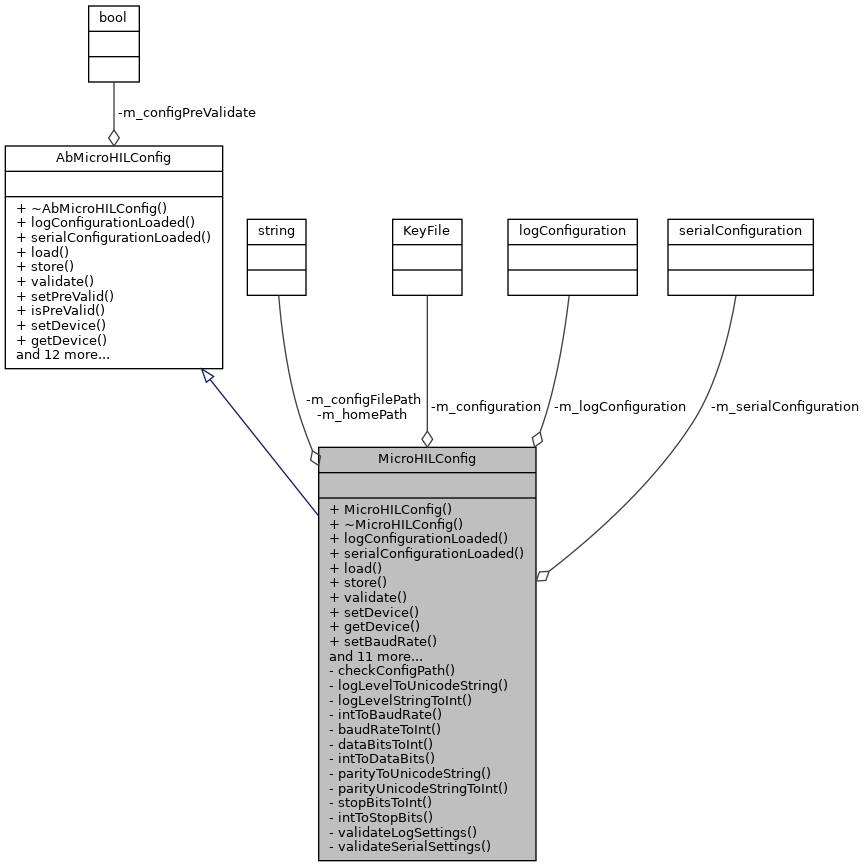 bool
-m_configPreValidate
AbMicroHILConfig
+ ~AbMicroHILConfig()
+ logConfigurationLoaded()
+ serialConfigurationLoaded()
+ load()
+ store()
+ validate()
+ setPreValid()
+ isPreValid()
+ setDevice()
+ getDevice()
and 12 more...
string
KeyFile
logConfiguration
serialConfiguration
-m_configFilePath
-m_homePath
-m_configuration
-m_logConfiguration
-m_serialConfiguration
MicroHILConfig
+ MicroHILConfig()
+ ~MicroHILConfig()
+ logConfigurationLoaded()
+ serialConfigurationLoaded()
+ load()
+ store()
+ validate()
+ setDevice()
+ getDevice()
+ setBaudRate()
and 11 more...
- checkConfigPath()
- logLevelToUnicodeString()
- logLevelStringToInt()
- intToBaudRate()
- baudRateToInt()
- dataBitsToInt()
- intToDataBits()
- parityToUnicodeString()
- parityUnicodeStringToInt()
- stopBitsToInt()
- intToStopBits()
- validateLogSettings()
- validateSerialSettings()